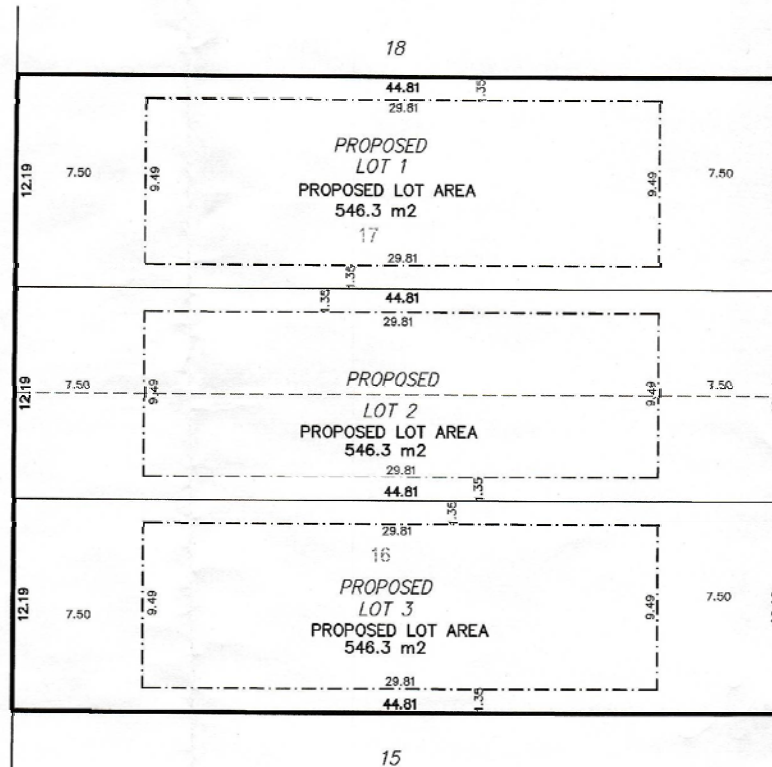 18
44.81
1.35
29.81
PROPOSED
LOT 1
12.19
7.50
9.49
9.49
7.50
PROPOSED LOT AREA
546.3 m2
17
29.81
1.35
1.35
44.81
29.81
PROPOSED
12.19
7.50
9.49
9.49
7.50
LOT 2
PROPOSED LOT AREA
546.3 m2
29.81
1.35
44.81
1.35
29.81
16
PROPOSED
LOT 3
12.19
7.50
9.49
9.49
7.50
PROPOSED LOT AREA
546.3 m2
29.81
1.35
44.81
15